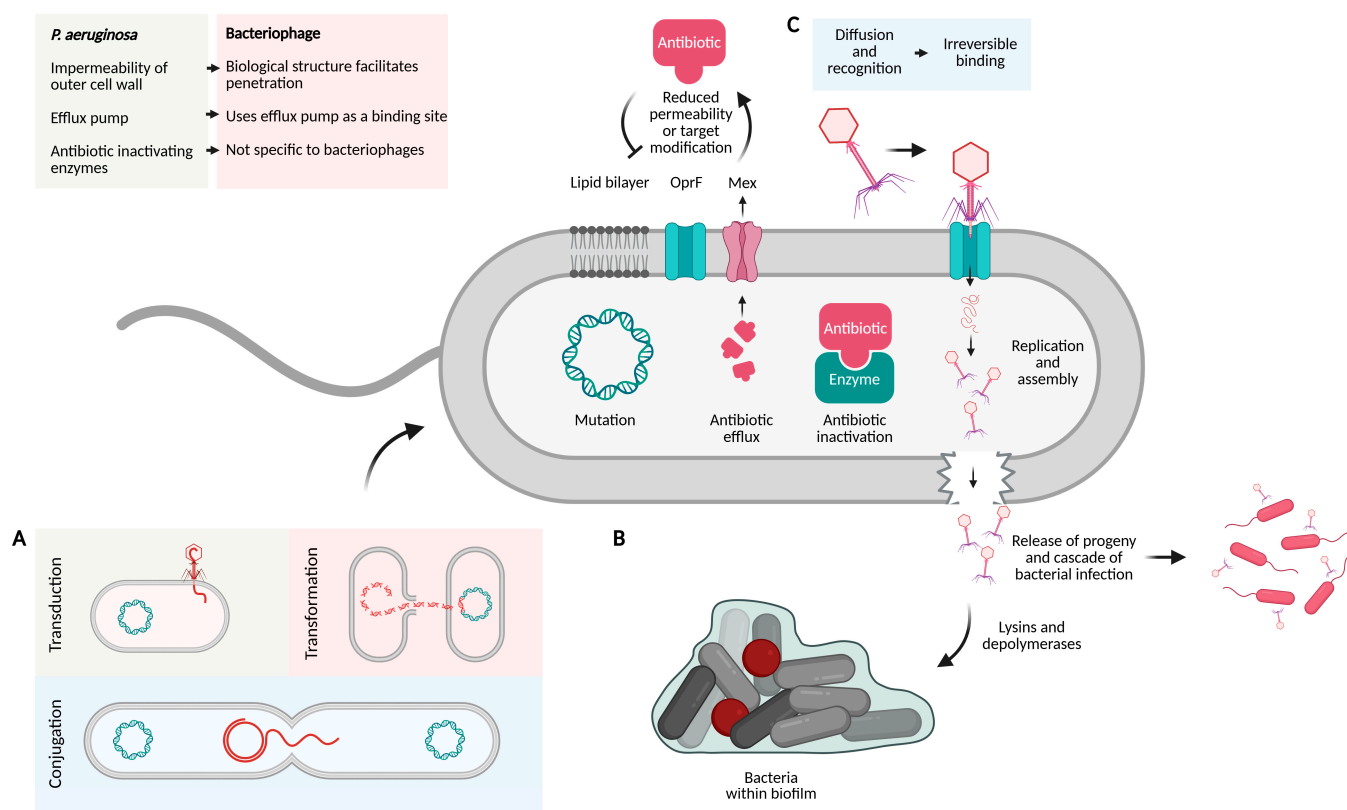 P. aeruginosa
Bacteriophage
Impermeability of
outer cell wall
Biological structure facilitates
penetration
Efflux pump
Uses efflux pump as a binding site
Antibiotic inactivating
enzymes
Not specific to bacteriophages
Antibiotic
Reduced
permeability
or target
modification
Lipid bilayer
OprF
Mex
C
Diffusion
and
recognition
Irreversible
binding
Mutation
Antibiotic
efflux
Antibiotic
Enzyme
Antibiotic
inactivation
Replication
and
assembly
A
Transduction
Transformation
Conjugation
B
Release of progeny
and cascade of
bacterial infection
Lysins and
depolymerases
Bacteria
within biofilm